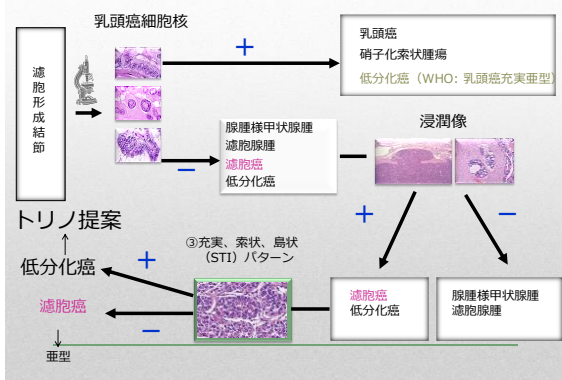 乳頭癌細胞核
濾胞形成結節
+
乳頭癌
硝子化索状腫瘍
低分化癌（WHO: 乳頭癌充実亜型）
−
腺腫様甲状腺腫
濾胞腺腫
濾胞癌
低分化癌
浸潤像
+
−
濾胞癌
低分化癌
腺腫様甲状腺腫
濾胞腺腫
③充実、索状、島状
（STI）パターン
トリノ提案
低分化癌
+
濾胞癌
−
亜型